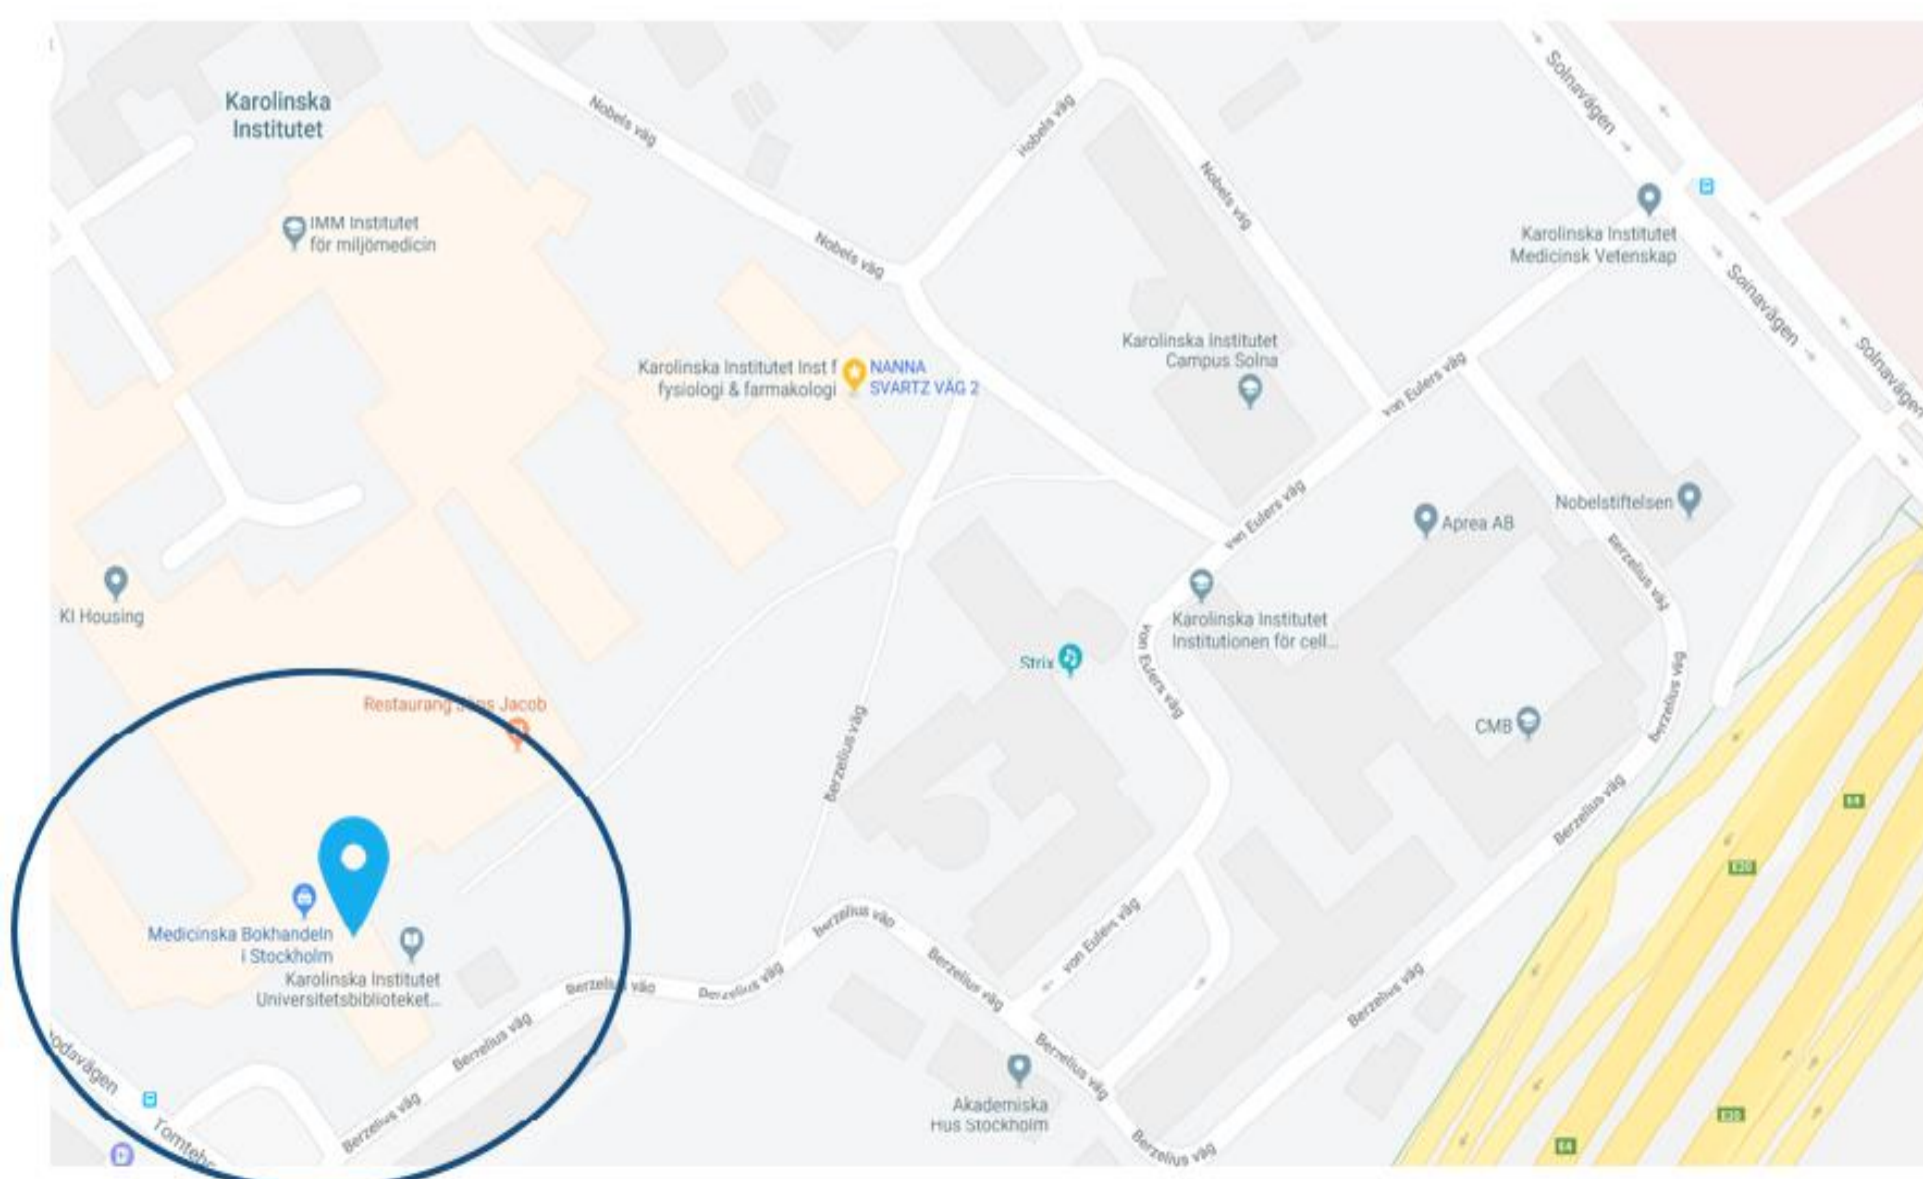 Karolinska
Institutet
Nobels väg
Nobels väg
Solnavägen
IMM Institutet
för miljömedicin
Nobels väg
Nobels väg
Karolinska Institutet
Medicinsk Vetenskap
Solnavägen
Solnavägen
Karolinska Institutet Inst f
fysiologi & farmakologi
NANNA
SVARTZ VÄG 2
Karolinska Institutet
Campus Solna
von Eulers väg
von Eulers väg
Aprea AB
Nobelstiftelsen
Berzelius väg
KI Housing
Karolinska Institutet
Institutionen för cell...
von Eulers väg
Strix
Berzelius väg
Restaurang Jöns Jacob
Berzelius väg
CMB
Berzelius väg
E4
E20
Medicinska Bokhandeln
i Stockholm
Karolinska Institutet
Universitetsbiblioteket...
Berzelius väg
Berzelius väg
Berzelius väg
Berzelius väg
von Eulers väg
Berzelius väg
Berzelius väg
Berzelius väg
Berzelius väg
Akademiska
Hus Stockholm
Berzelius väg
Berzelius väg
E20
E4